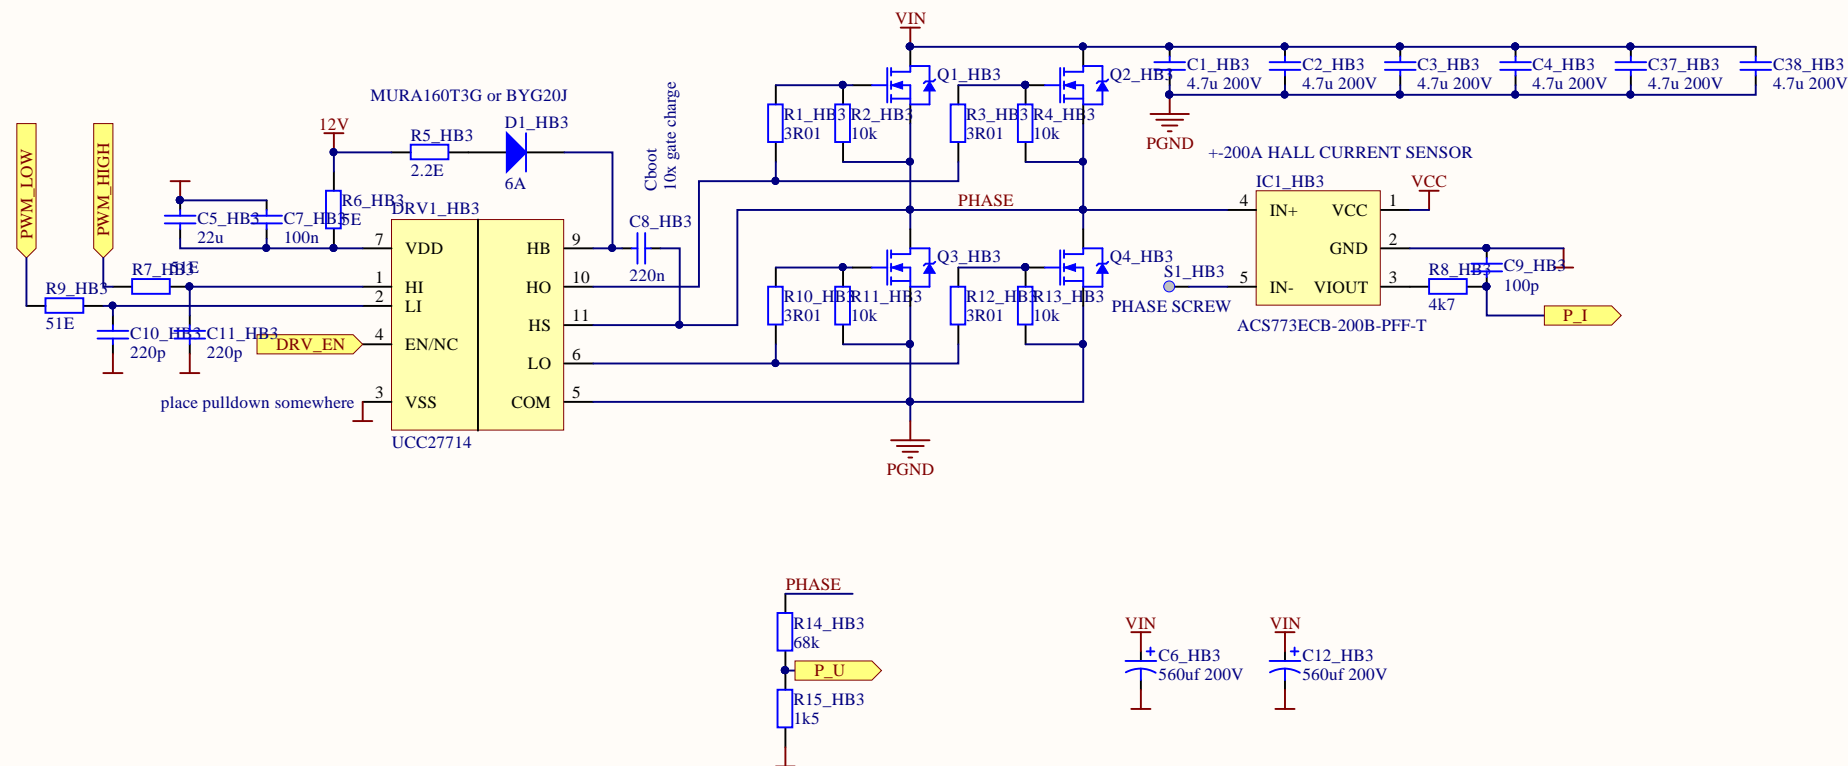 VIN
Q1_HB3
Q2_HB3
C1_HB3
4.7u 200V
C2_HB3
4.7u 200V
C3_HB3
4.7u 200V
C4_HB3
4.7u 200V
C37_HB3
4.7u 200V
C38_HB3
4.7u 200V
PGND
MURA160T3G or BYG20J
12V
R5_HB3
2.2E
D1_HB3
6A
Cboot
10x gate charge
R1_HB3
3R01
R2_HB3
10k
R3_HB3
3R01
R4_HB3
10k
PWM_LOW
PWM_HIGH
C5_HB3
22u
C7_HB3
100n
R6_HB3
5E
DRV1_HB3
7
VDD
1
HI
2
LI
4
EN/NC
3
VSS
HB
9
HO
10
HS
11
LO
6
COM
5
UCC27714
C8_HB3
220n
R7_HB3
51E
R9_HB3
51E
C10_HB3
220p
C11_HB3
220p
DRV_EN
place pulldown somewhere
PHASE
+-200A HALL CURRENT SENSOR
IC1_HB3
4
IN+
5
IN-
VCC
1
GND
2
VIOUT
3
ACS773ECB-200B-PFF-T
VCC
R8_HB3
4k7
C9_HB3
100p
P_I
S1_HB3
PHASE SCREW
Q3_HB3
Q4_HB3
R10_HB3
3R01
R11_HB3
10k
R12_HB3
3R01
R13_HB3
10k
PGND
PHASE
R14_HB3
68k
P_U
R15_HB3
1k5
VIN
C6_HB3
560uf 200V
VIN
C12_HB3
560uf 200V